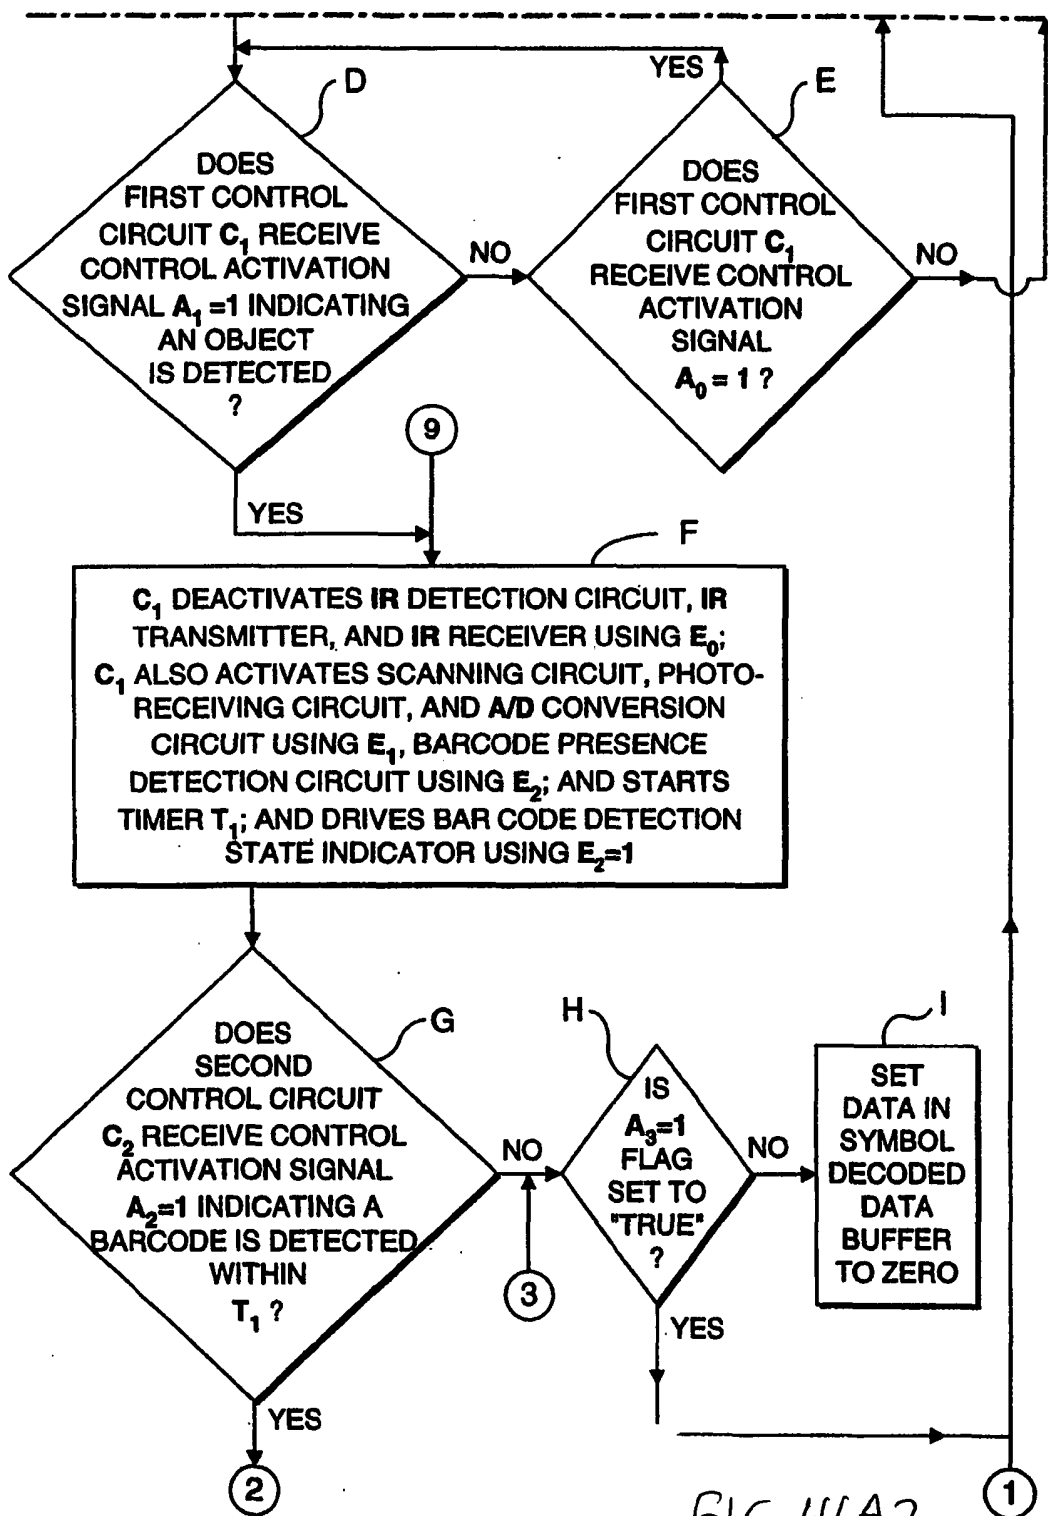 YES
D
E
DOES
FIRST CONTROL
CIRCUIT C1 RECEIVE
CONTROL ACTIVATION
SIGNAL A1 =1 INDICATING
AN OBJECT
IS DETECTED
?
NO
DOES
FIRST CONTROL
CIRCUIT C1
RECEIVE CONTROL
ACTIVATION
SIGNAL
A0 = 1 ?
NO
9
YES
F
C1 DEACTIVATES IR DETECTION CIRCUIT, IR
TRANSMITTER, AND IR RECEIVER USING E0;
C1 ALSO ACTIVATES SCANNING CIRCUIT, PHOTO-
RECEIVING CIRCUIT, AND A/D CONVERSION
CIRCUIT USING E1, BARCODE PRESENCE
DETECTION CIRCUIT USING E2; AND STARTS
TIMER T1; AND DRIVES BAR CODE DETECTION
STATE INDICATOR USING E2=1
G
DOES
SECOND
CONTROL CIRCUIT
C2 RECEIVE CONTROL
ACTIVATION SIGNAL
A2=1 INDICATING A
BARCODE IS DETECTED
WITHIN
T1 ?
NO
3
H
IS
A3=1
FLAG
SET TO
"TRUE"
?
NO
I
SET
DATA IN
SYMBOL
DECODED
DATA
BUFFER
TO ZERO
YES
YES
2
1